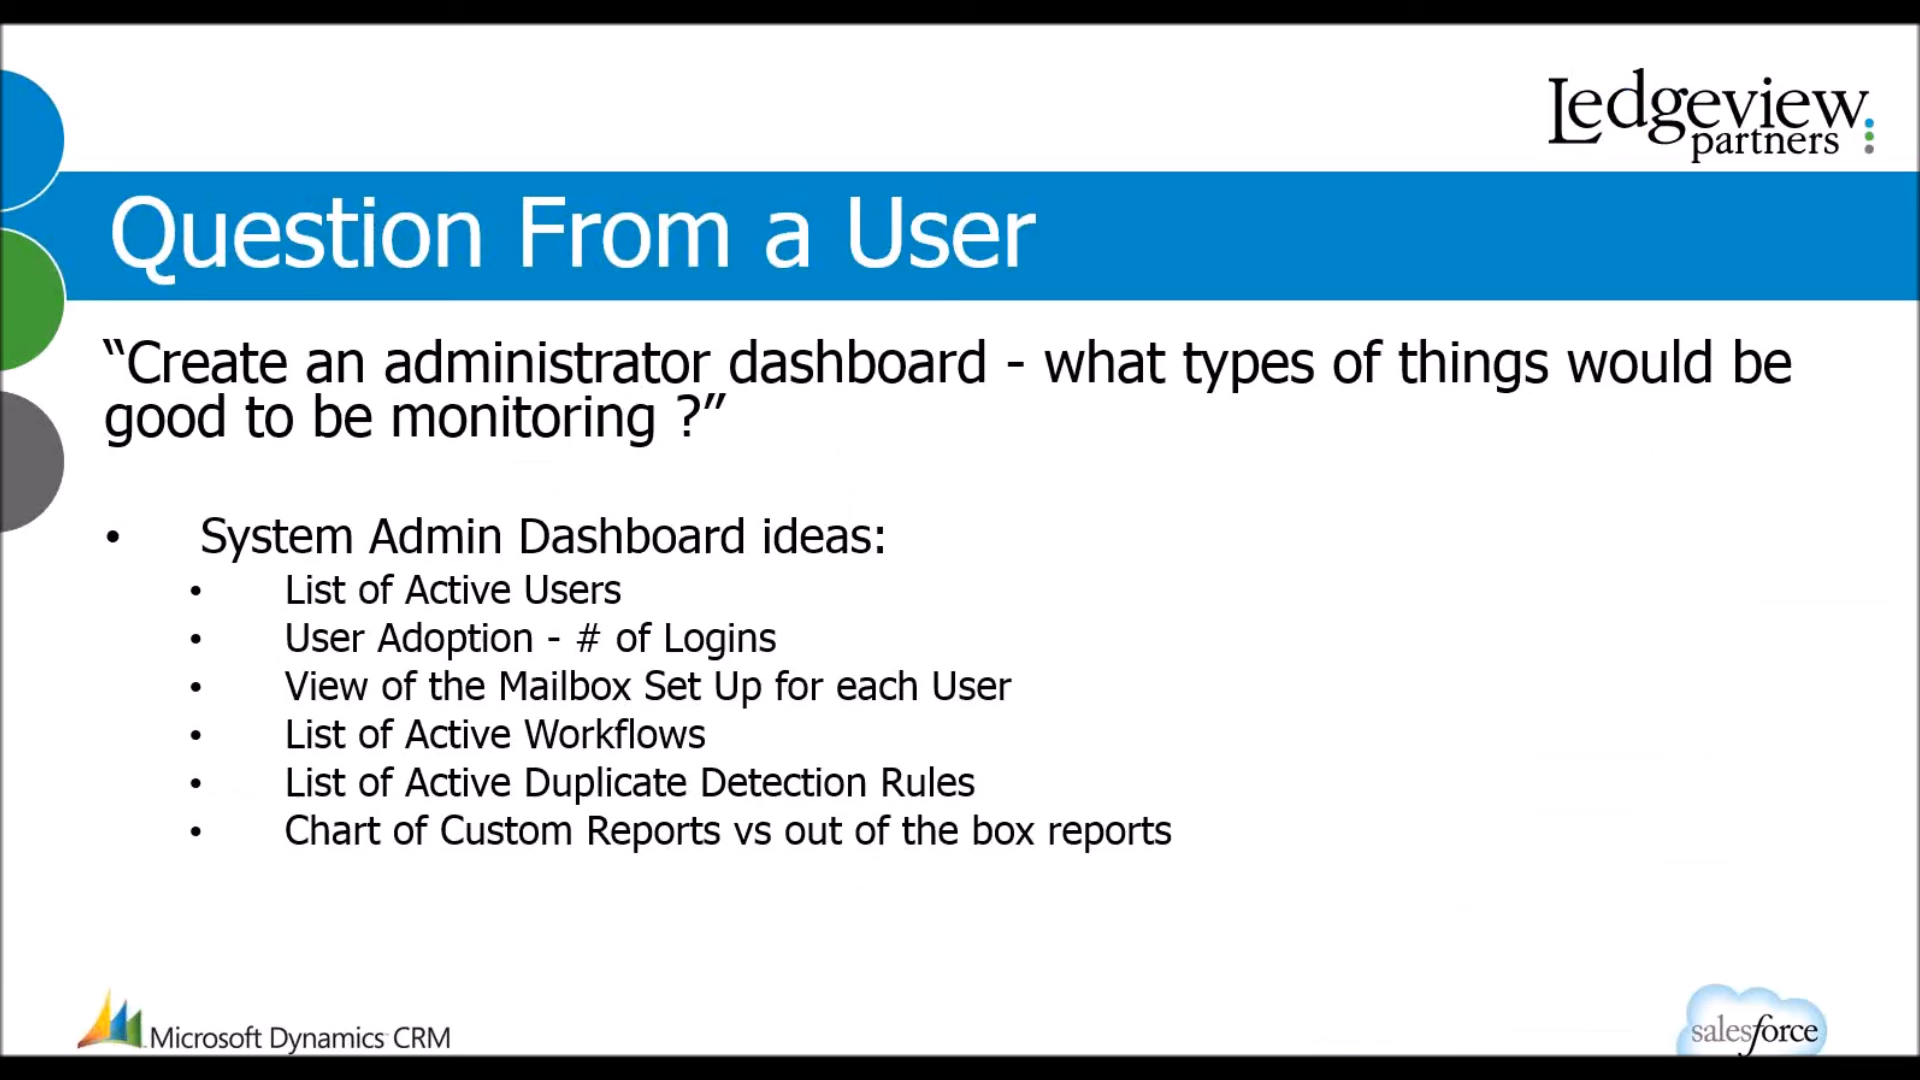 Ledgeview
partners
Question From a User
“Create an administrator dashboard - what types of things would be
good to be monitoring ?”
• System Admin Dashboard ideas:
• List of Active Users
• User Adoption - # of Logins
• View of the Mailbox Set Up for each User
• List of Active Workflows
• List of Active Duplicate Detection Rules
• Chart of Custom Reports vs out of the box reports
Microsoft Dynamics CRM
salesforce